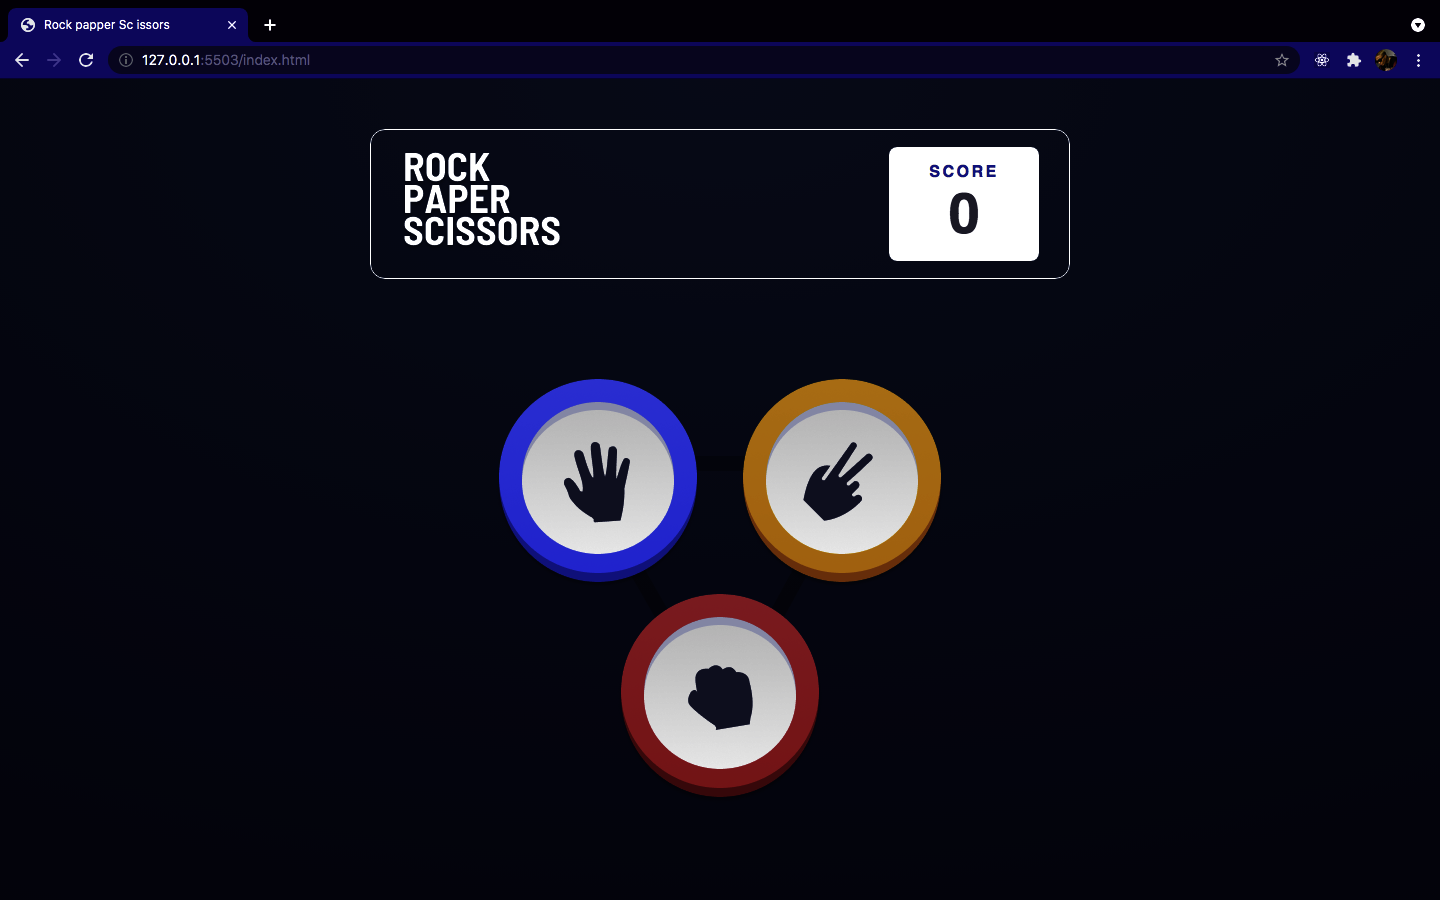 Rock papper Sc issors
127.0.0.1:5503/index.html
ROCK
PAPER
SCISSORS
SCORE
0